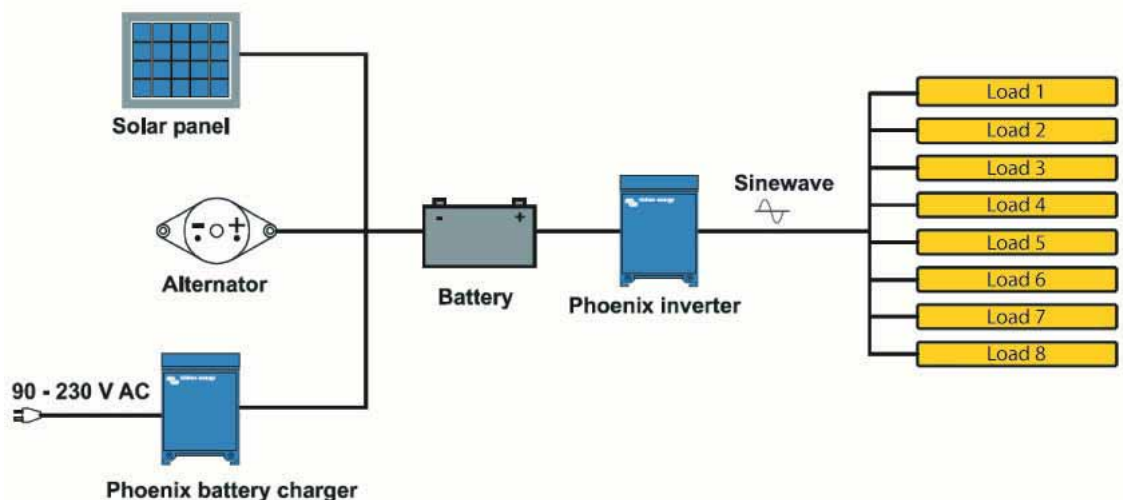 Solar panel
Alternator
90 - 230 V AC
Phoenix battery charger
Battery
- +
Phoenix inverter
Sinewave
Load 1
Load 2
Load 3
Load 4
Load 5
Load 6
Load 7
Load 8